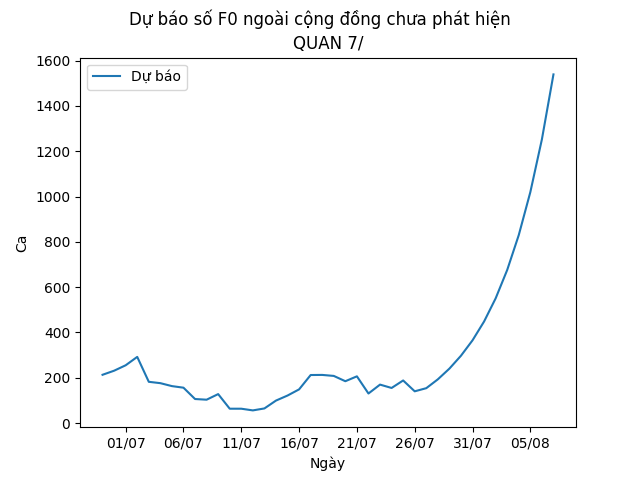 Dự báo số F0 ngoài cộng đồng chưa phát hiện
QUAN 7/
Dự báo
1600
1400
1200
1000
800
600
400
200
0
Ca
01/07 06/07 11/07 16/07 21/07 26/07 31/07 05/08
Ngày